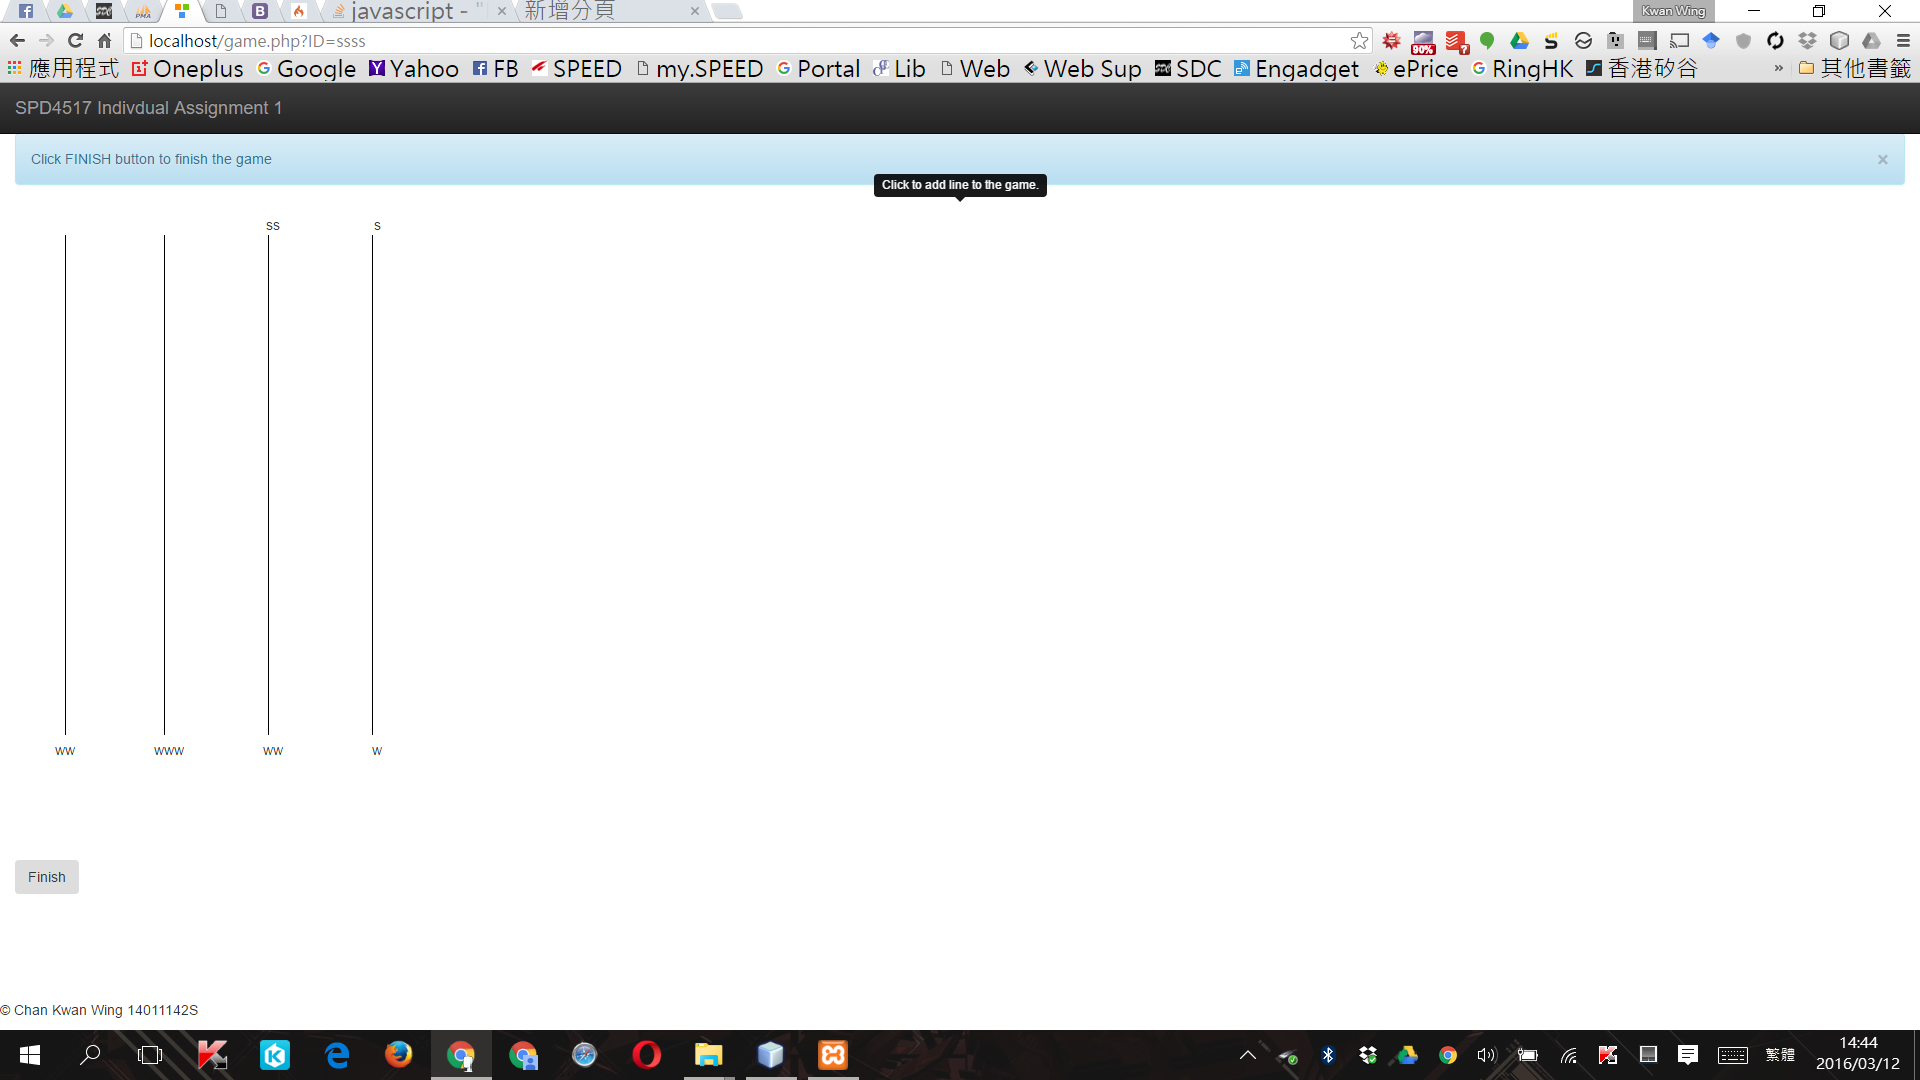 javascript - "
新增分頁
Kwan Wing
localhost/game.php?ID=ssss
90%
應用程式 Oneplus Google Yahoo FB SPEED my.SPEED Portal Lib Web Web Sup SDC Engadget ePrice RingHK 香港矽谷 » 其他書籤
SPD4517 Indivdual Assignment 1
Click FINISH button to finish the game ×
Click to add line to the game.
ss s
ww www ww w
Finish
© Chan Kwan Wing 14011142S
繁體
14:44
2016/03/12